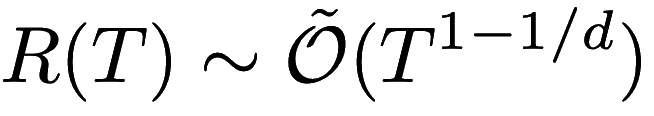 R(T) ∼ Õ(T^{1−1/d})